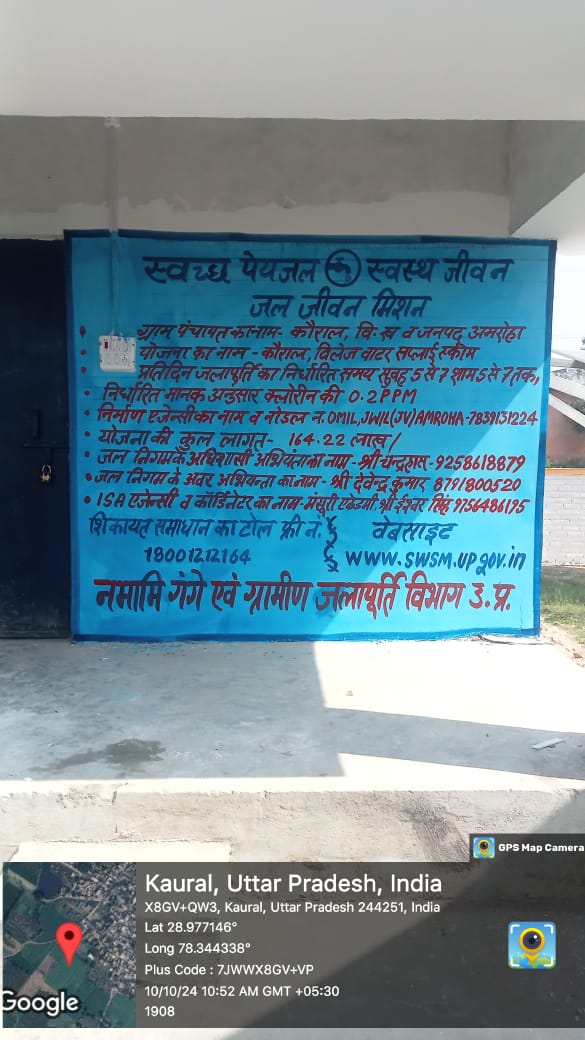 स्वच्छ पेयजल स्वस्थ जीवन
जल जीवन मिशन
ग्राम पंचायत का नाम- कौराल, वि. ख व जनपद अमरोहा
योजना का नाम - कौराल, विलेज वाटर सप्लाई स्कीम
प्रतिदिन जलापूर्ति का निर्धारित समय सुबह 5 से 7 शाम 5 से 7 तक,
निर्धारित मानक अनुसार क्लोरीन की 0.2 PPM
निर्माण एजेन्सी का नाम व नोडल नं. OMIL, JWIL(JV) AMROHA-7839131224
योजना की कुल लागत- 164.22 लाख/
जल निगम के अधिशासी अभियंता का नाम - श्री चन्द्रहास-9258618879
जल निगम के अवर अभियन्ता का नाम- श्री देवेन्द्र कुमार 8791800520
ISA एजेन्सी व कॉर्डिनेटर का नाम- मंसूरी एकेडमी श्री ईश्वर सिंह 9756486195
शिकायत समाधान का टोल फ्री नं. वेबसाइट
18001212164 www.swsm.up.gov.in
नमामि गंगे एवं ग्रामीण जलापूर्ति विभाग उ.प्र.
GPS Map Camera
Kaural, Uttar Pradesh, India
X8GV+QW3, Kaural, Uttar Pradesh 244251, India
Lat 28.977146°
Long 78.344338°
Plus Code : 7JWWX8GV+VP
10/10/24 10:52 AM GMT +05:30
1908
Google